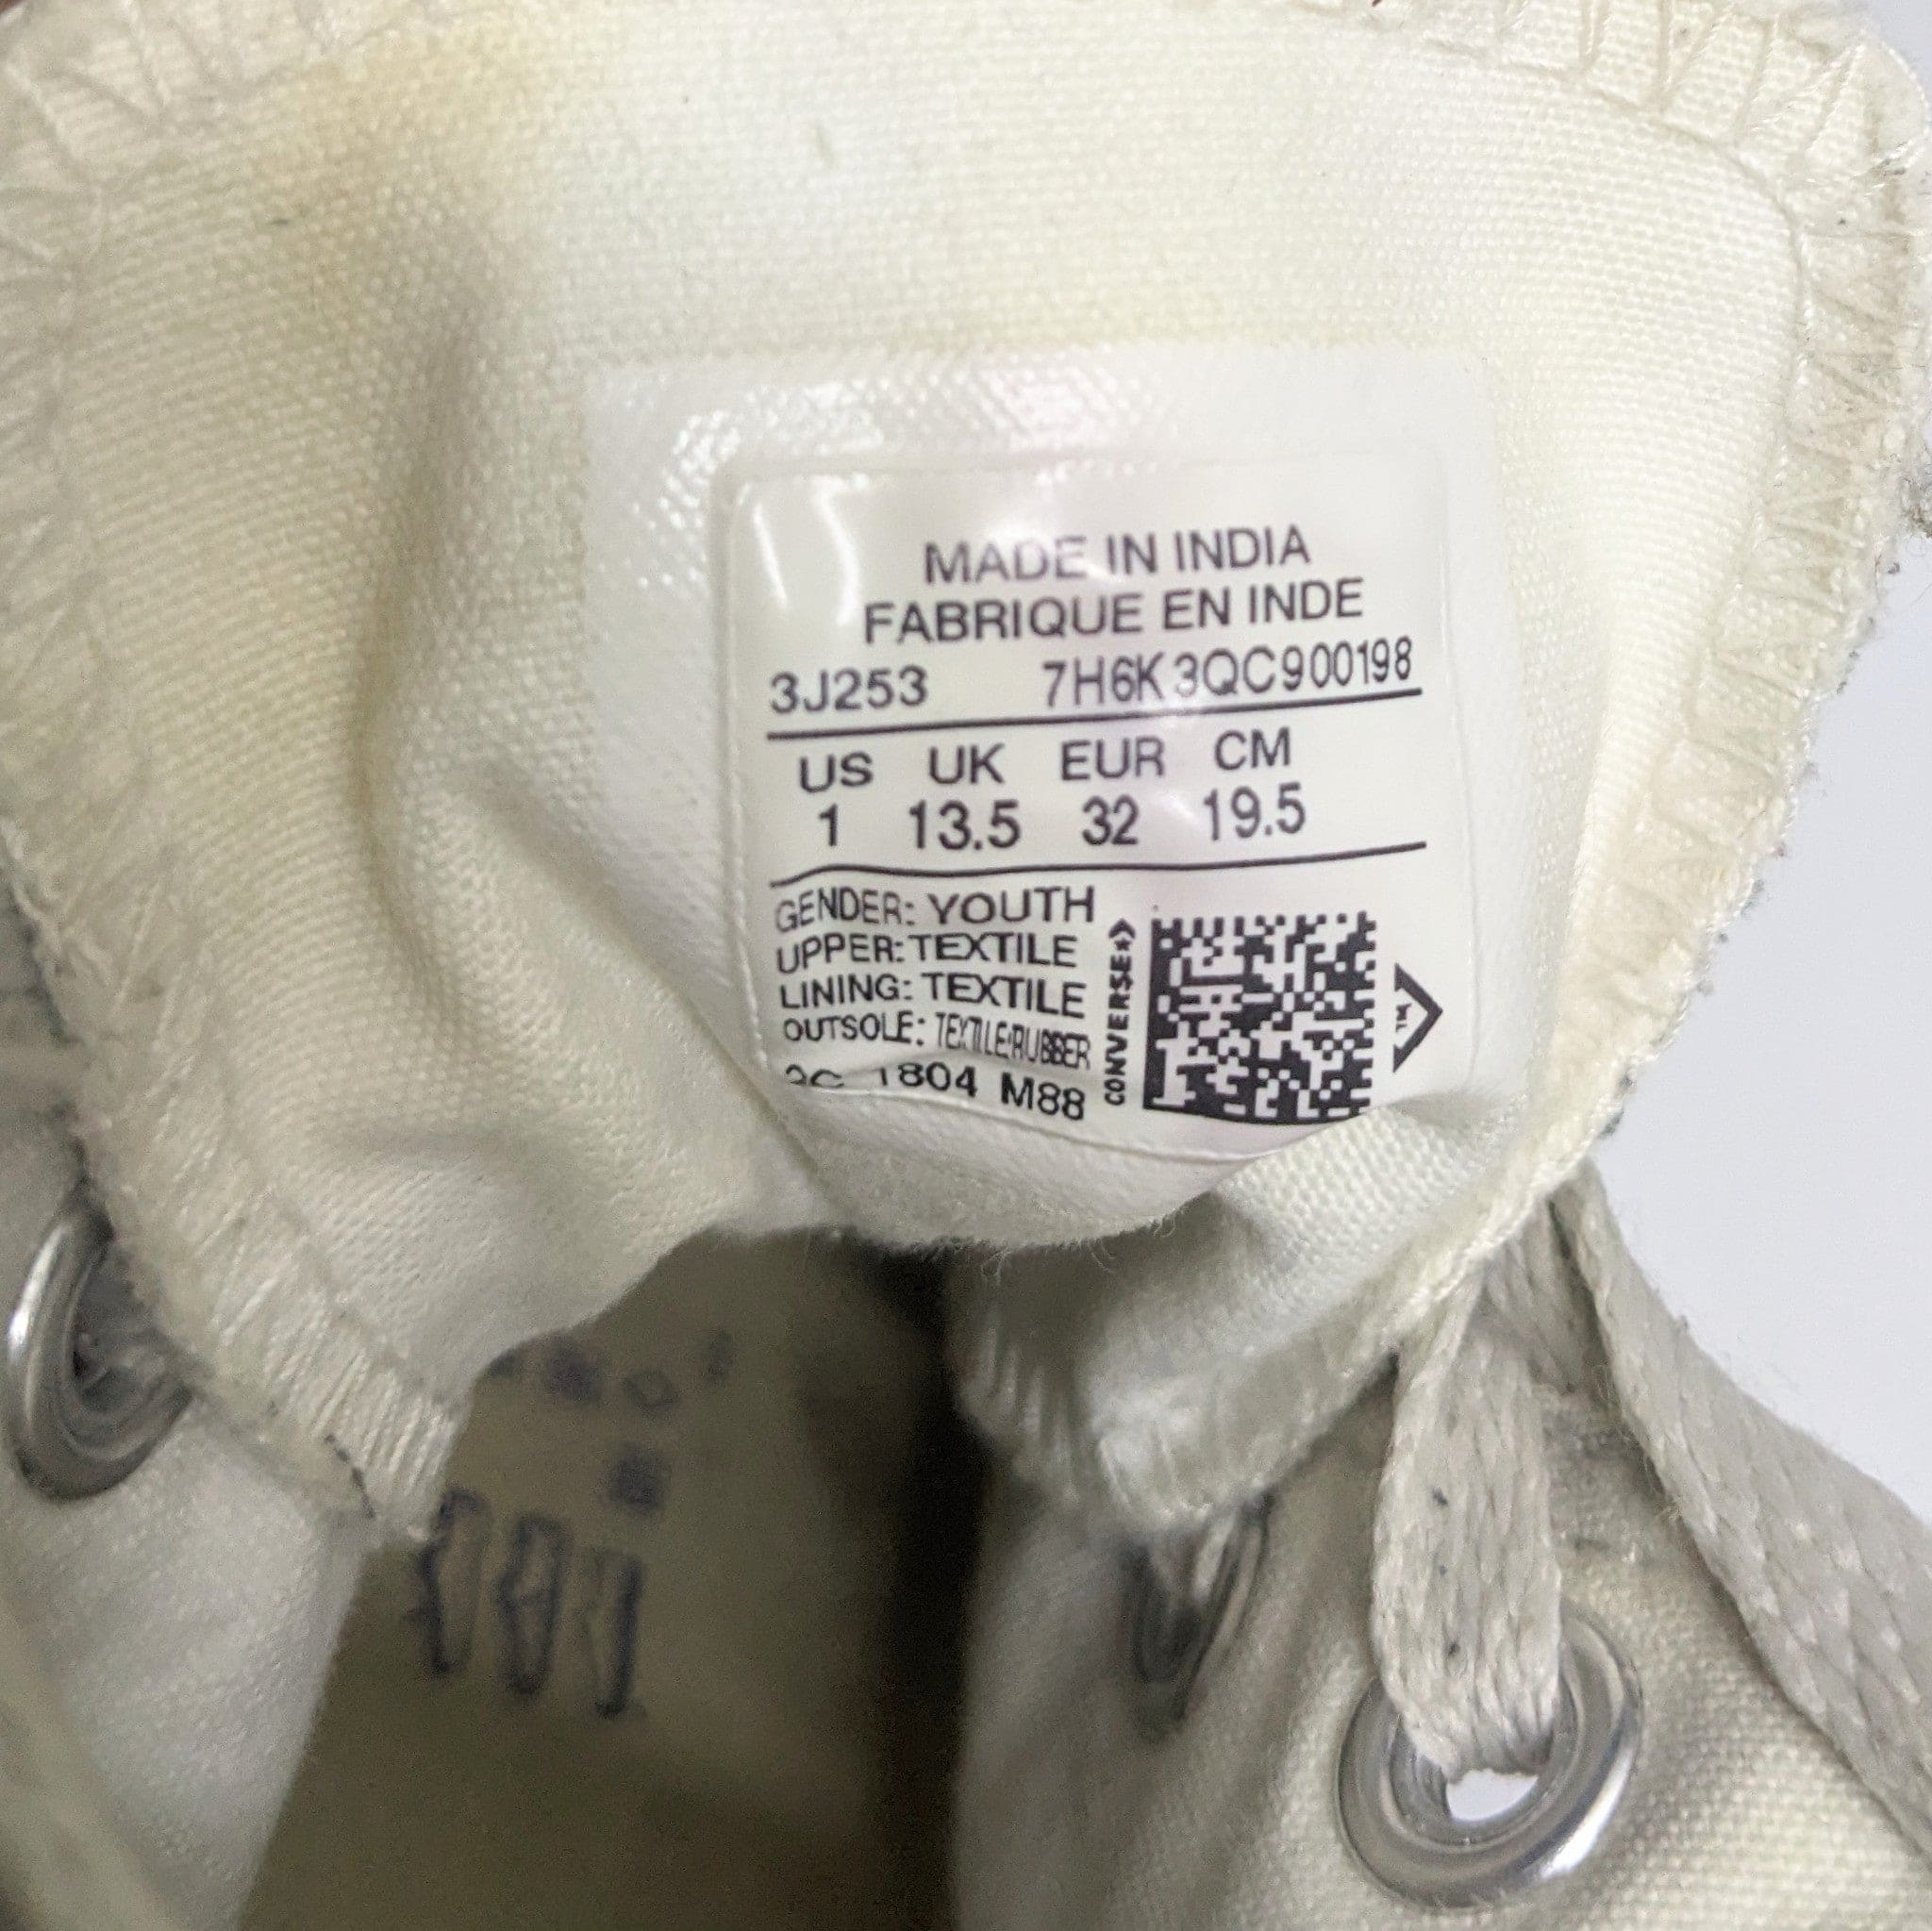 MADE IN INDIA
FABRIQUE EN INDE
3J253 7H6K3QC900198
US UK EUR CM
1 13.5 32 19.5
GENDER: YOUTH
UPPER: TEXTILE
LINING: TEXTILE
OUTSOLE: TEXTILE/RUBBER
1804 M88
CONVERSE
TM